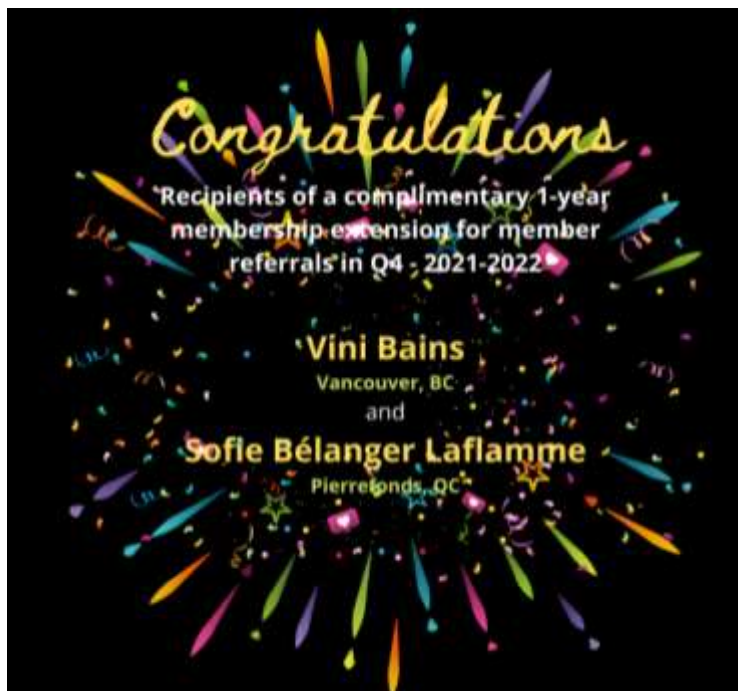 Congratulations
Recipients of a complimentary 1-year
membership extension for member
referrals in Q4 - 2021-2022
Vini Bains
Vancouver, BC
and
Sofie Bélanger Laflamme
Pierrefonds, QC